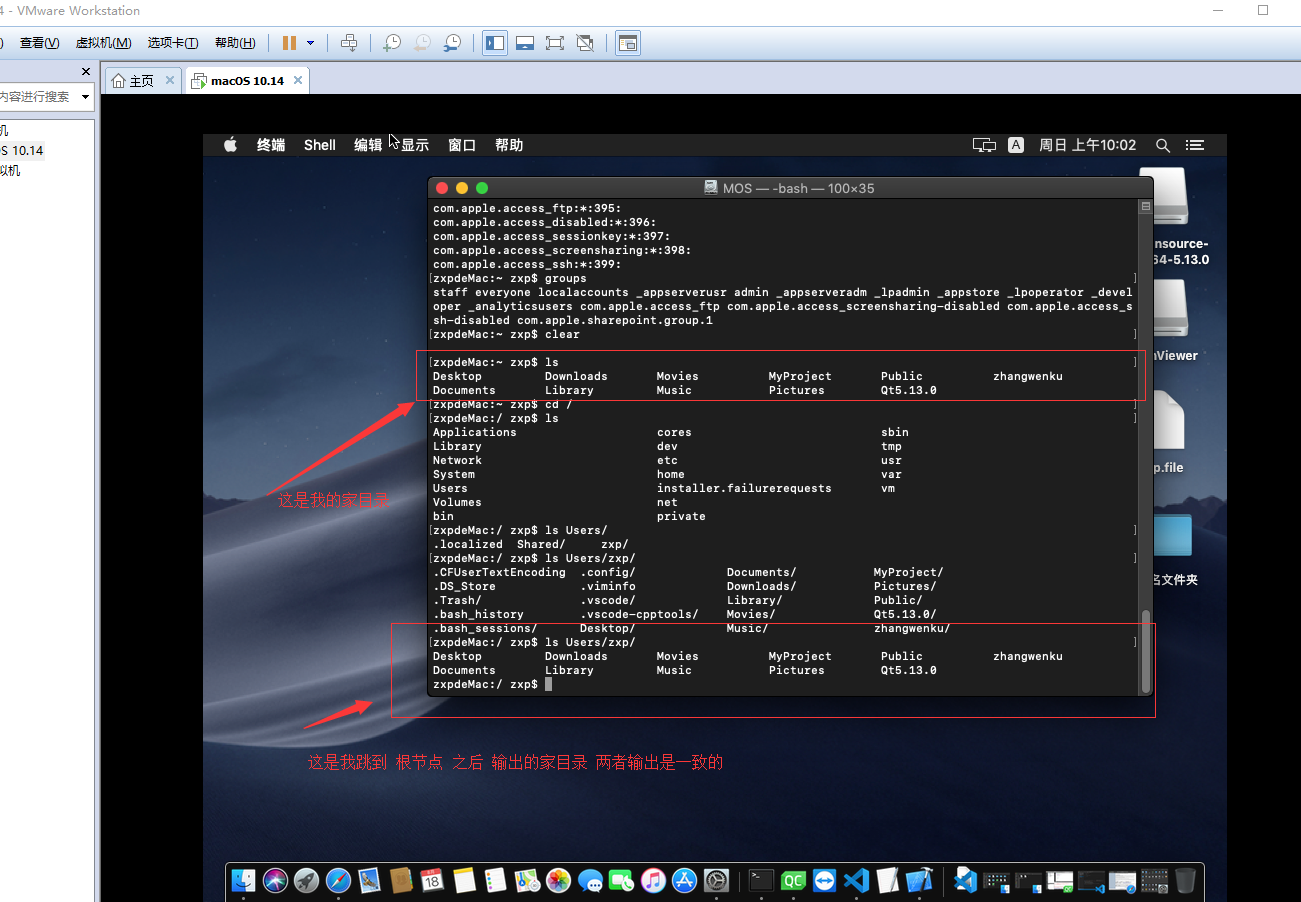 4 - VMware Workstation
) 查看(V) 虚拟机(M) 选项卡(T) 帮助(H)
主页 macOS 10.14
内容进行搜索
机
OS 10.14
拟机
终端 Shell 编辑 显示 窗口 帮助 A 周日 上午10:02
MOS — -bash — 100×35
com.apple.access_ftp:*:395:
com.apple.access_disabled:*:396:
com.apple.access_sessionkey:*:397:
com.apple.access_screensharing:*:398:
com.apple.access_ssh:*:399:
[zxpdeMac:~ zxp$ groups ]
staff everyone localaccounts _appserverusr admin _appserveradm _lpadmin _appstore _lpoperator _devel
oper _analyticsusers com.apple.access_ftp com.apple.access_screensharing-disabled com.apple.access_s
sh-disabled com.apple.sharepoint.group.1
[zxpdeMac:~ zxp$ clear ]
[zxpdeMac:~ zxp$ ls ]
Desktop Downloads Movies MyProject Public zhangwenku
Documents Library Music Pictures Qt5.13.0
[zxpdeMac:~ zxp$ cd / ]
[zxpdeMac:/ zxp$ ls ]
Applications cores sbin
Library dev tmp
Network etc usr
System home var
Users installer.failurerequests vm
Volumes net
bin private
[zxpdeMac:/ zxp$ ls Users/ ]
.localized Shared/ zxp/
[zxpdeMac:/ zxp$ ls Users/zxp/ ]
.CFUserTextEncoding .config/ Documents/ MyProject/
.DS_Store .viminfo Downloads/ Pictures/
.Trash/ .vscode/ Library/ Public/
.bash_history .vscode-cpptools/ Movies/ Qt5.13.0/
.bash_sessions/ Desktop/ Music/ zhangwenku/
[zxpdeMac:/ zxp$ ls Users/zxp/ ]
Desktop Downloads Movies MyProject Public zhangwenku
Documents Library Music Pictures Qt5.13.0
zxpdeMac:/ zxp$
nsource-
64-5.13.0
nViewer
p.file
名文件夹
这是我的家目录
这是我跳到 根节点 之后 输出的家目录 两者输出是一致的
18
QC